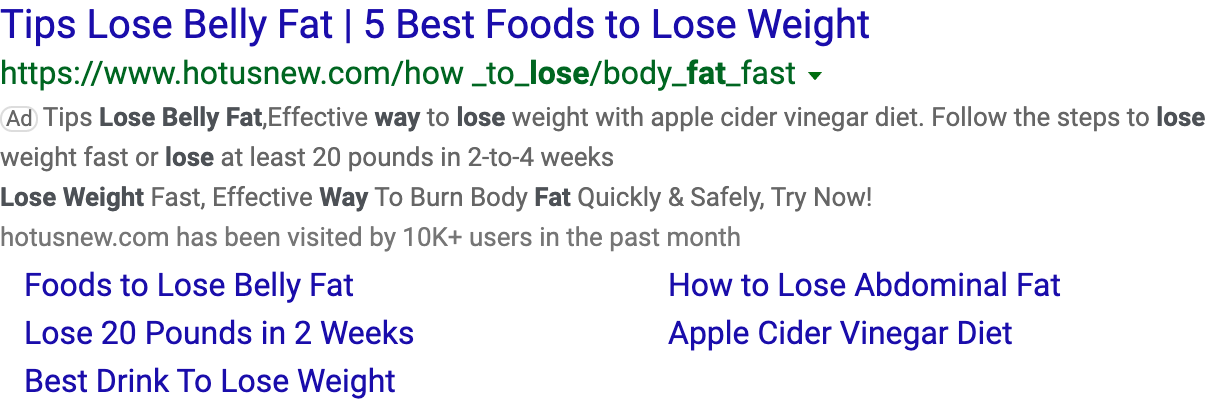 Tips Lose Belly Fat | 5 Best Foods to Lose Weight
https://www.hotusnew.com/how _to_lose/body_fat_fast
Ad Tips Lose Belly Fat,Effective way to lose weight with apple cider vinegar diet. Follow the steps to lose
weight fast or lose at least 20 pounds in 2-to-4 weeks
Lose Weight Fast, Effective Way To Burn Body Fat Quickly & Safely, Try Now!
hotusnew.com has been visited by 10K+ users in the past month
Foods to Lose Belly Fat
How to Lose Abdominal Fat
Lose 20 Pounds in 2 Weeks
Apple Cider Vinegar Diet
Best Drink To Lose Weight